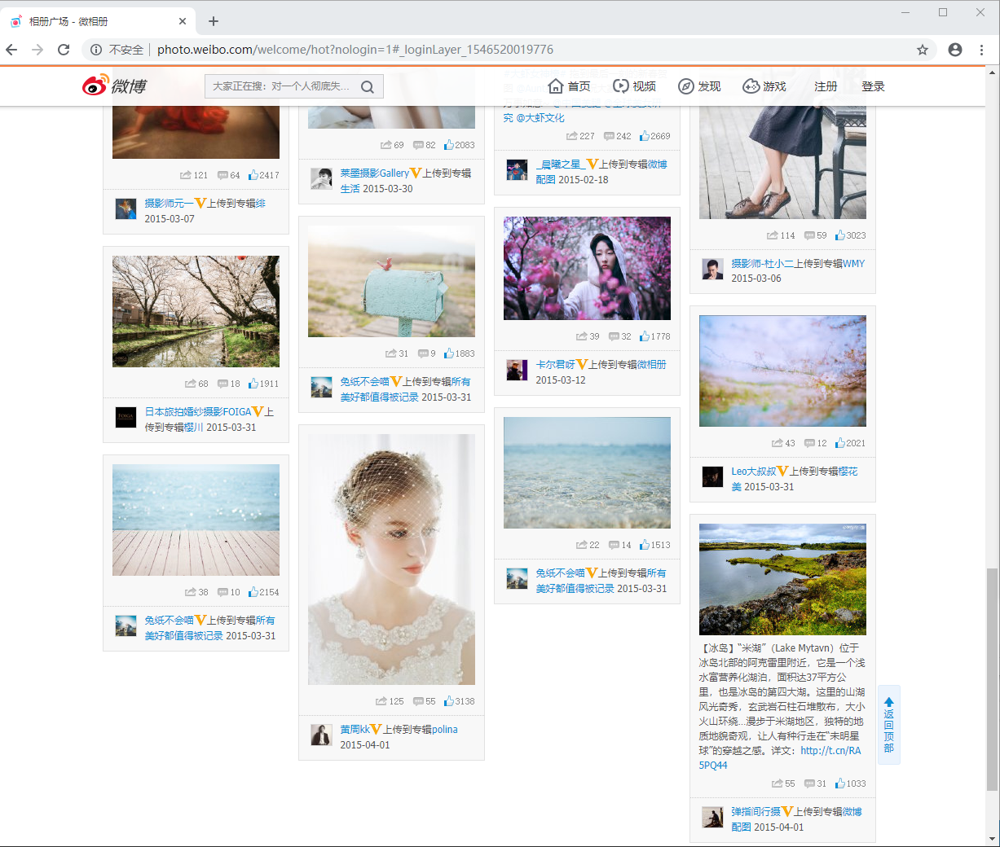 相册广场 - 微相册
不安全
photo.weibo.com/welcome/hot?nologin=1#_loginLayer_1546520019776
微博
大家正在搜：对一个人彻底失...
首页
视频
发现
游戏
注册
登录
121 64 2417
摄影师元一V上传到专辑绯
2015-03-07
68 18 1911
日本旅拍婚纱摄影FOIGAV上
传到专辑樱川 2015-03-31
38 10 2154
兔纸不会喵V上传到专辑所有
美好都值得被记录 2015-03-31
69 82 2083
莱墨摄影GalleryV上传到专辑
生活 2015-03-30
31 9 1883
兔纸不会喵V上传到专辑所有
美好都值得被记录 2015-03-31
125 55 3138
黄周kkV上传到专辑polina
2015-04-01
究 @大虾文化
227 242 2669
_晨曦之星_V上传到专辑微博
配图 2015-02-18
39 32 1778
卡尔君呀V上传到专辑微相册
2015-03-12
22 14 1513
兔纸不会喵V上传到专辑所有
美好都值得被记录 2015-03-31
114 59 3023
摄影师-杜小二上传到专辑WMY
2015-03-06
43 12 2021
Leo大叔叔V上传到专辑樱花
美 2015-03-31
【冰岛】“米湖”（Lake Mytavn）位于
冰岛北部的阿克雷里附近，它是一个浅
水富营养化湖泊，面积达37平方公
里，也是冰岛的第四大湖。这里的山湖
风光奇秀，玄武岩石柱石堆散布，大小
火山环绕...漫步于米湖地区，独特的地
质地貌奇观，让人有种行走在“未明星
球”的穿越之感。详文：http://t.cn/RA
5PQ44
55 31 1033
弹指间行摄V上传到专辑微博
配图 2015-04-01
返回顶部